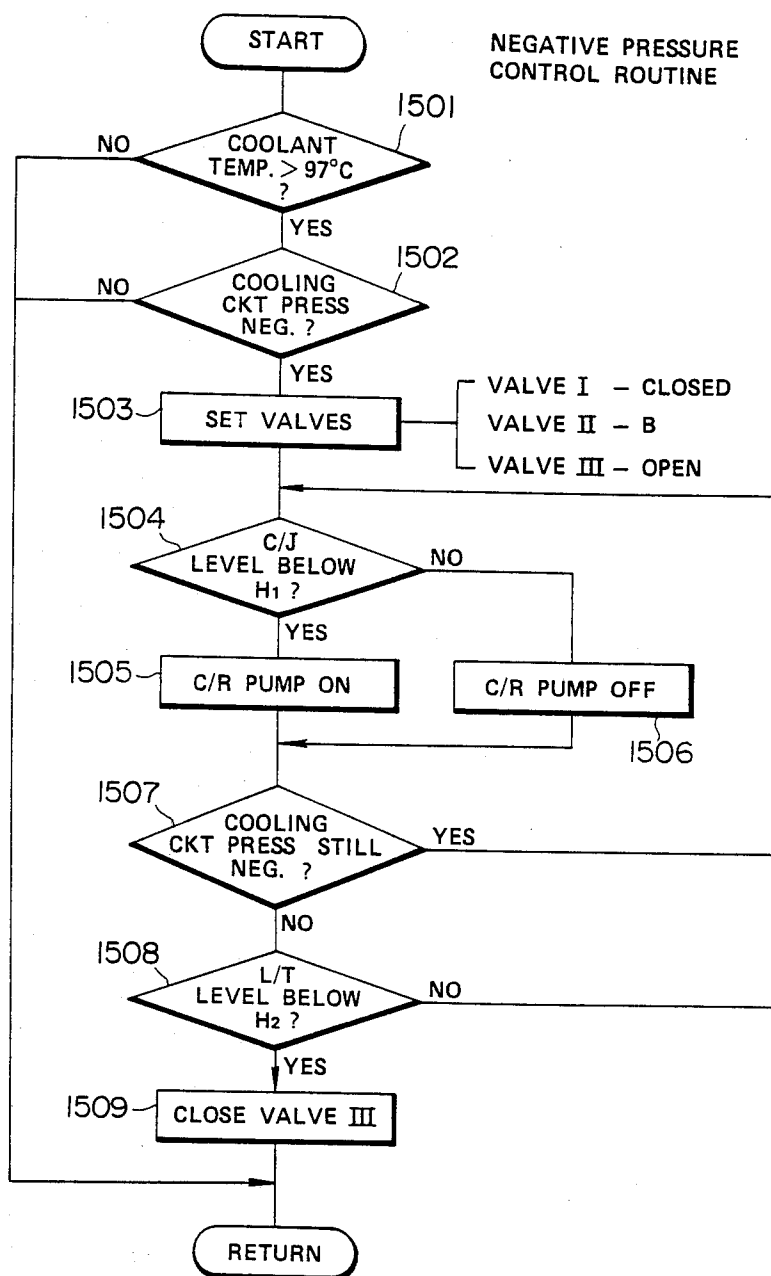 START
NEGATIVE PRESSURE
CONTROL ROUTINE
1501
NO
COOLANT
TEMP. > 97°C
?
YES
1502
NO
COOLING
CKT PRESS
NEG. ?
YES
1503
SET VALVES
VALVE I – CLOSED
VALVE II – B
VALVE III – OPEN
1504
C/J
LEVEL BELOW
H1 ?
NO
YES
1505
C/R PUMP ON
C/R PUMP OFF
1506
1507
COOLING
CKT PRESS STILL
NEG. ?
YES
NO
1508
L/T
LEVEL BELOW
H2 ?
NO
YES
1509
CLOSE VALVE III
RETURN